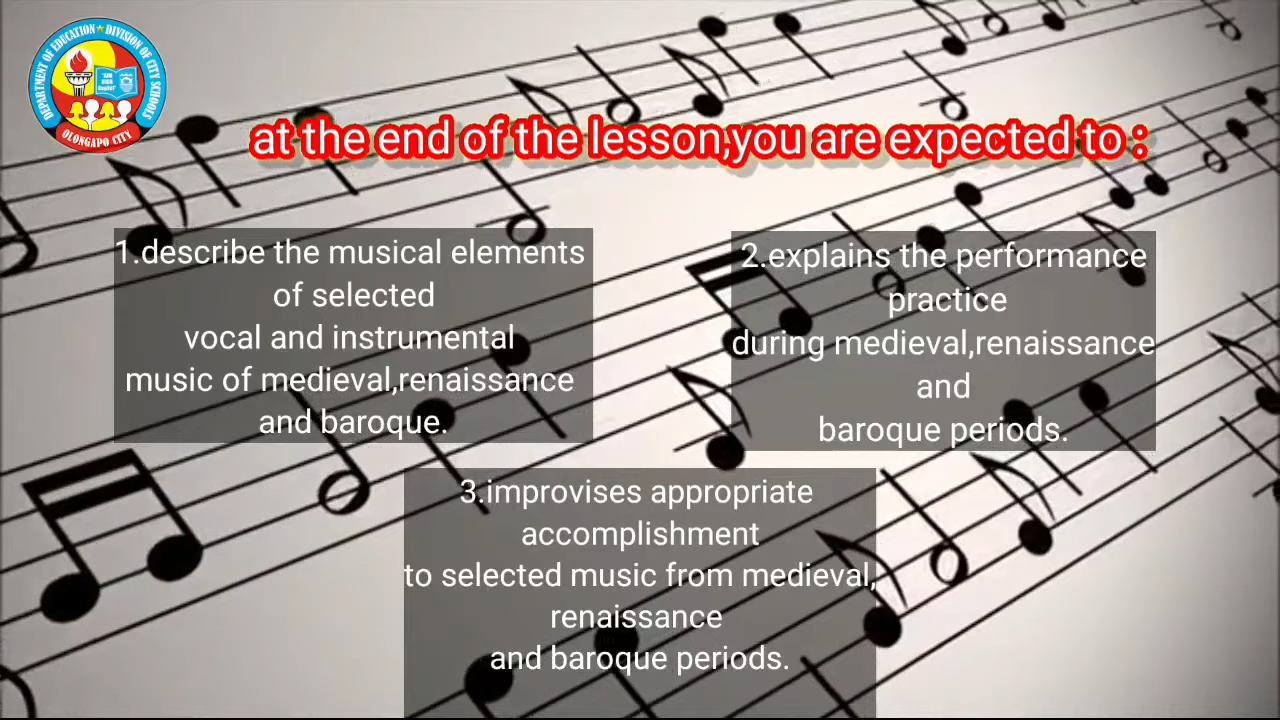 DEPARTMENT OF EDUCATION ★ DIVISION OF CITY SCHOOLS
OLONGAPO CITY
at the end of the lesson,you are expected to :
1.describe the musical elements
of selected
vocal and instrumental
music of medieval,renaissance
and baroque.
2.explains the performance
practice
during medieval,renaissance
and
baroque periods.
3.improvises appropriate
accomplishment
to selected music from medieval,
renaissance
and baroque periods.